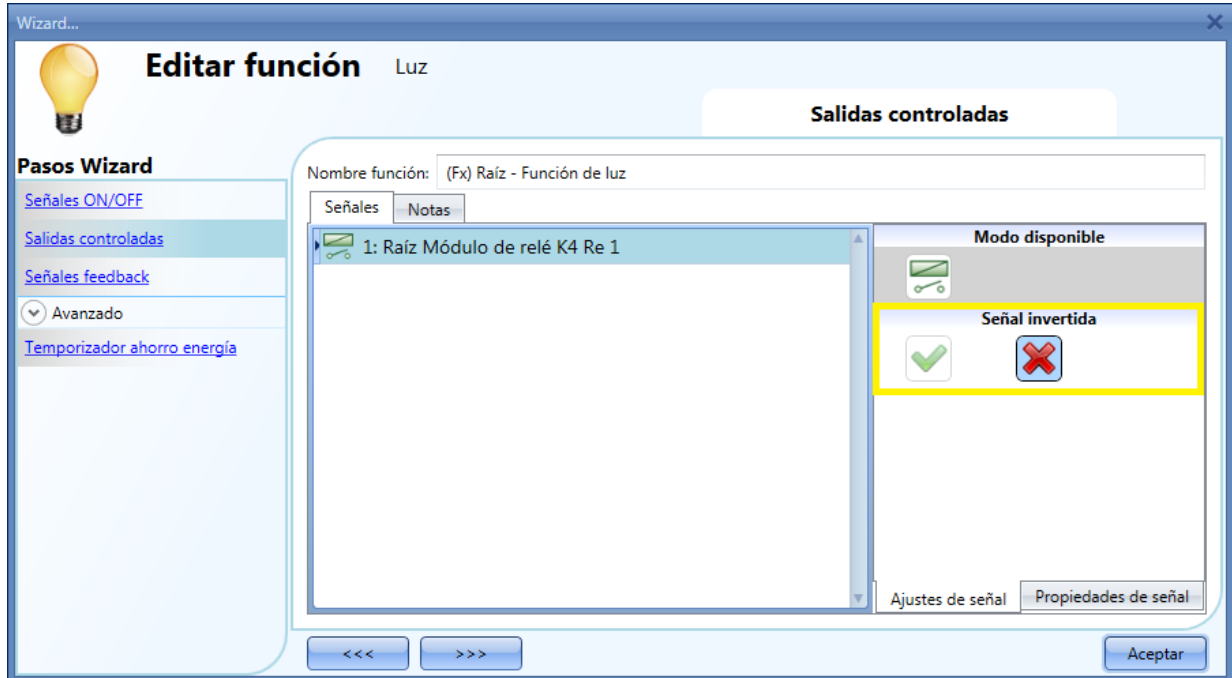 Wizard...
Editar función Luz
Salidas controladas
Pasos Wizard
Señales ON/OFF
Salidas controladas
Señales feedback
Avanzado
Temporizador ahorro energía
Nombre función: (Fx) Raíz - Función de luz
Señales Notas
1: Raíz Módulo de relé K4 Re 1
Modo disponible
Señal invertida
Ajustes de señal Propiedades de señal
<<< >>> Aceptar